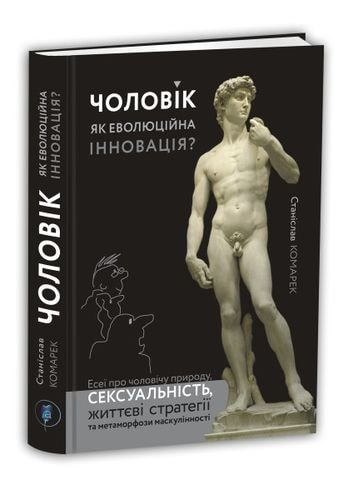 ЧОЛОВІК
ЯК ЕВОЛЮЦІЙНА
ІННОВАЦІЯ?
Станіслав КОМАРЕК
Есеї про чоловічу природу,
СЕКСУАЛЬНІСТЬ,
життєві стратегії
та метаморфози маскулінності
Станіслав
КОМАРЕК
ЧОЛОВІК
ЯК ЕВОЛЮЦІЙНА
ІННОВАЦІЯ?